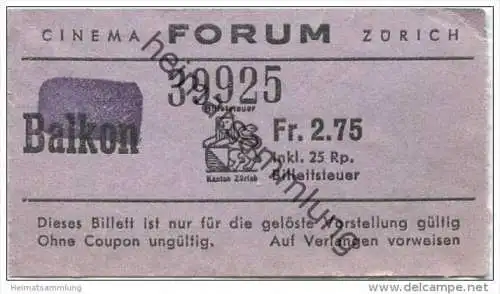 CINEMA FORUM ZÜRICH
39925
Billetsteuer
Balkon
Fr. 2.75
Inkl. 25 Rp.
Billettsteuer
Kanton Zürich
Dieses Billett ist nur für die gelöste Vorstellung gültig
Ohne Coupon ungültig. Auf Verlangen vorweisen
heimatsammlung
Heimatsammlung
delcampe.net